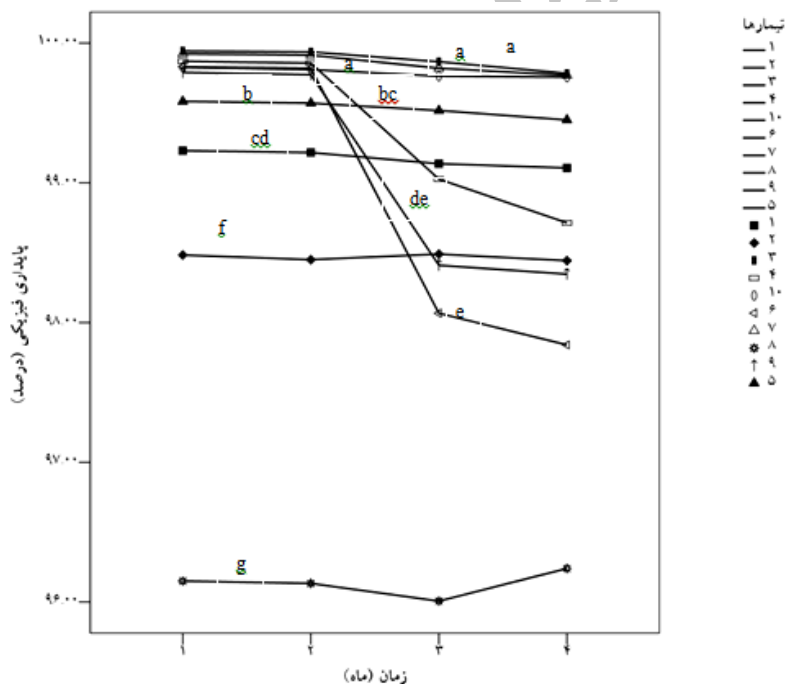 تیمارها
۱
۲
۳
۴
۱۰
۶
۷
۸
۹
۵
۱
۲
۳
۴
۱۰
۶
۷
۸
۹
۵
پایداری فیزیکی (درصد)
۱۰۰.۰۰
۹۹.۰۰
۹۸.۰۰
۹۷.۰۰
۹۶.۰۰
a
a
a
b
bc
cd
de
f
e
g
۱
۲
۳
۴
زمان (ماه)